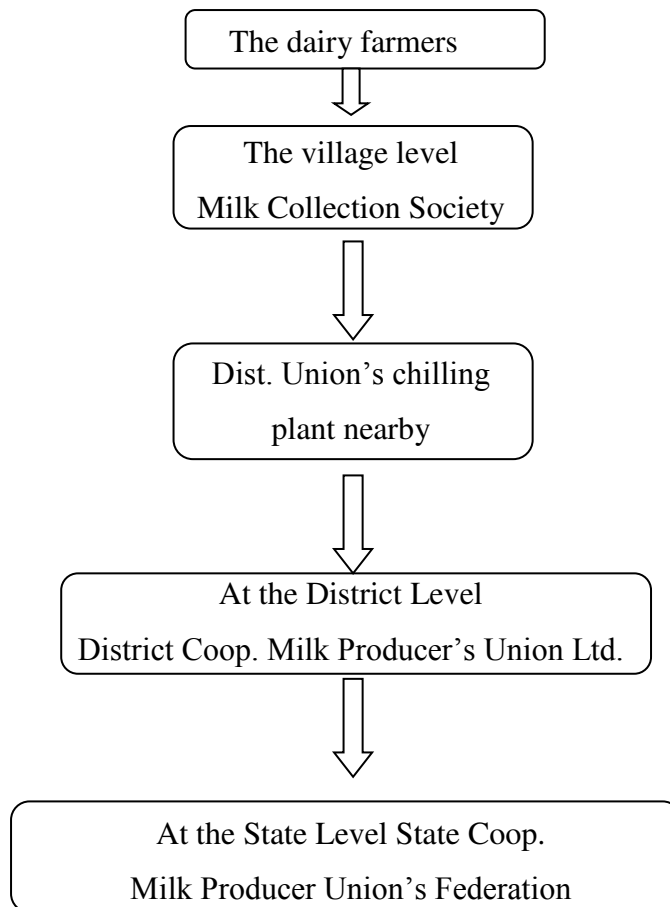 The dairy farmers
The village level
Milk Collection Society
Dist. Union’s chilling
plant nearby
At the District Level
District Coop. Milk Producer’s Union Ltd.
At the State Level State Coop.
Milk Producer Union’s Federation